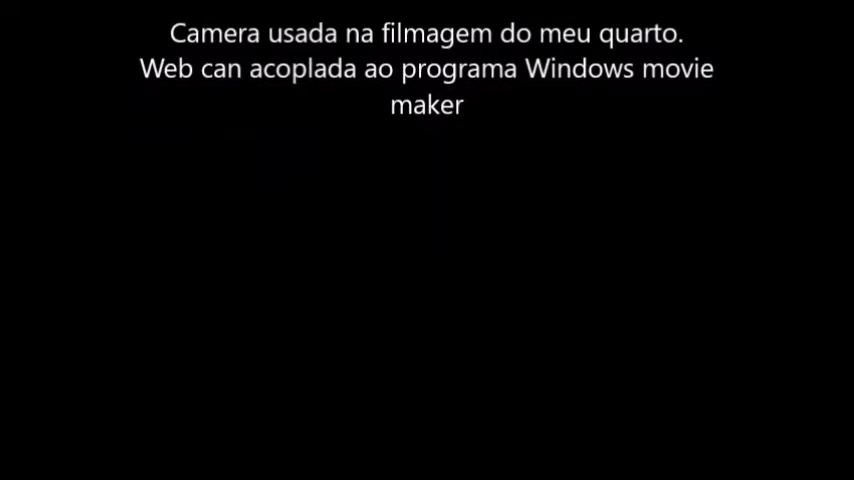 Camera usada na filmagem do meu quarto.
Web can acoplada ao programa Windows movie
maker